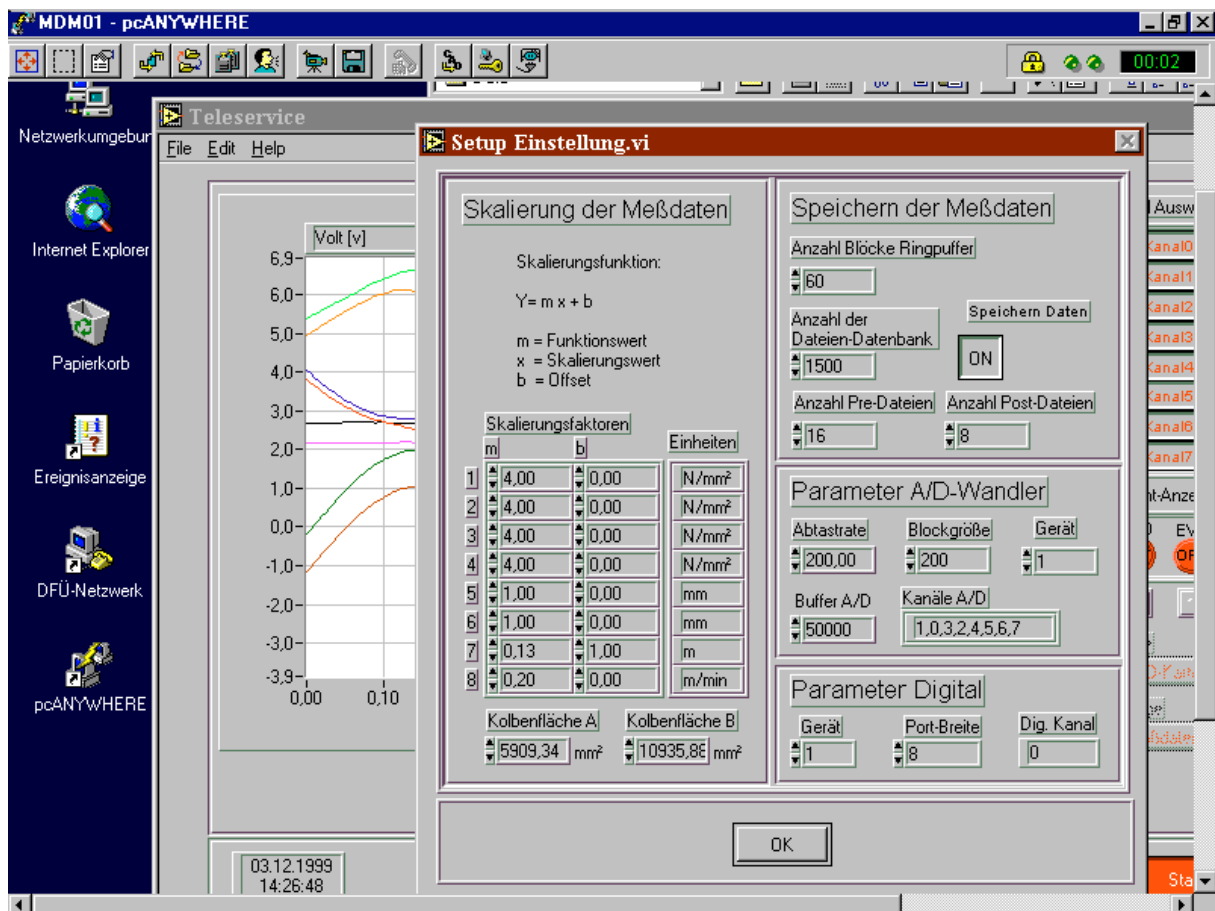 MDM01 - pcANYWHERE
00:02
Netzwerkumgebur
Internet Explorer
Papierkorb
Ereignisanzeige
DFÜ-Netzwerk
pcANYWHERE
Teleservice
File Edit Help
Volt [v]
6,9
6,0
5,0
4,0
3,0
2,0
1,0
0,0
-1,0
-2,0
-3,0
-3,9
0,00 0,10
03.12.1999
14:26:48
Setup Einstellung.vi
Skalierung der Meßdaten
Skalierungsfunktion:
Y= m x + b
m = Funktionswert
x = Skalierungswert
b = Offset
Skalierungsfaktoren
m b Einheiten
1 4,00 0,00 N/mm²
2 4,00 0,00 N/mm²
3 4,00 0,00 N/mm²
4 4,00 0,00 N/mm²
5 1,00 0,00 mm
6 1,00 0,00 mm
7 0,13 1,00 m
8 0,20 0,00 m/min
Kolbenfläche A Kolbenfläche B
5909,34 mm² 10935,88 mm²
Speichern der Meßdaten
Anzahl Blöcke Ringpuffer
60
Anzahl der
Dateien-Datenbank
1500
Speichern Daten
ON
Anzahl Pre-Dateien Anzahl Post-Dateien
16 8
Parameter A/D-Wandler
Abtastrate Blockgröße Gerät
200,00 200 1
Buffer A/D Kanäle A/D
50000 1,0,3,2,4,5,6,7
Parameter Digital
Gerät Port-Breite Dig. Kanal
1 8 0
OK
Ausw
Kanal0
Kanal1
Kanal2
Kanal3
Kanal4
Kanal5
Kanal6
Kanal7
nt-Anze
EV
Sta